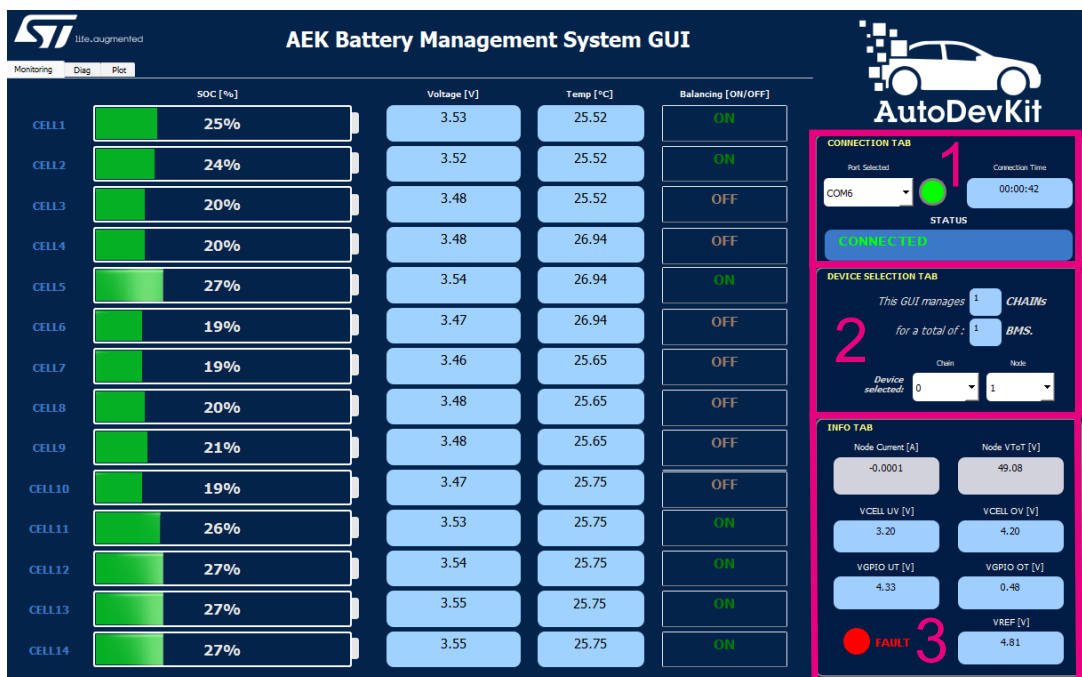 ST life.augmented
AEK Battery Management System GUI
AutoDevKit
Monitoring Diag Plot
SOC [%] Voltage [V] Temp [°C] Balancing [ON/OFF]
CELL1 25% 3.53 25.52 ON
CELL2 24% 3.52 25.52 ON
CELL3 20% 3.48 25.52 OFF
CELL4 20% 3.48 26.94 OFF
CELL5 27% 3.54 26.94 ON
CELL6 19% 3.47 26.94 OFF
CELL7 19% 3.46 25.65 OFF
CELL8 20% 3.48 25.65 OFF
CELL9 21% 3.48 25.65 OFF
CELL10 19% 3.47 25.75 OFF
CELL11 26% 3.53 25.75 ON
CELL12 27% 3.54 25.75 ON
CELL13 27% 3.55 25.75 ON
CELL14 27% 3.55 25.75 ON
CONNECTION TAB
1
Port Selected Connection Time
COM6 00:00:42
STATUS
CONNECTED
DEVICE SELECTION TAB
2
This GUI manages 1 CHAINs
for a total of : 1 BMS.
Chain Node
Device selected: 0 1
INFO TAB
Node Current [A] Node VToT [V]
-0.0001 49.08
VCELL UV [V] VCELL OV [V]
3.20 4.20
VGPIO UT [V] VGPIO OT [V]
4.33 0.48
VREF [V]
FAULT 3 4.81